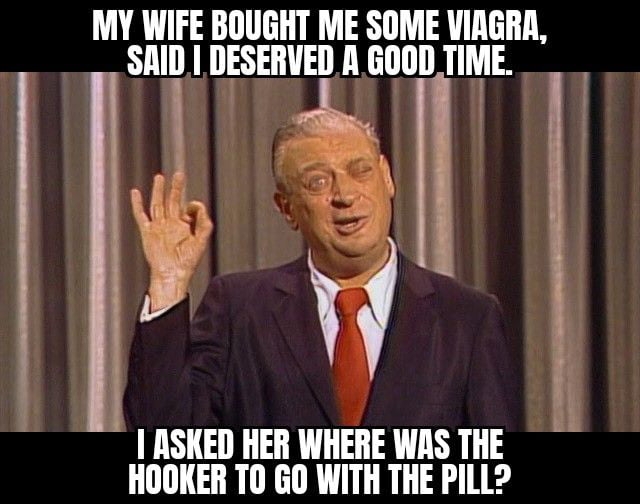 MY WIFE BOUGHT ME SOME VIAGRA,
SAID I DESERVED A GOOD TIME.
I ASKED HER WHERE WAS THE
HOOKER TO GO WITH THE PILL?